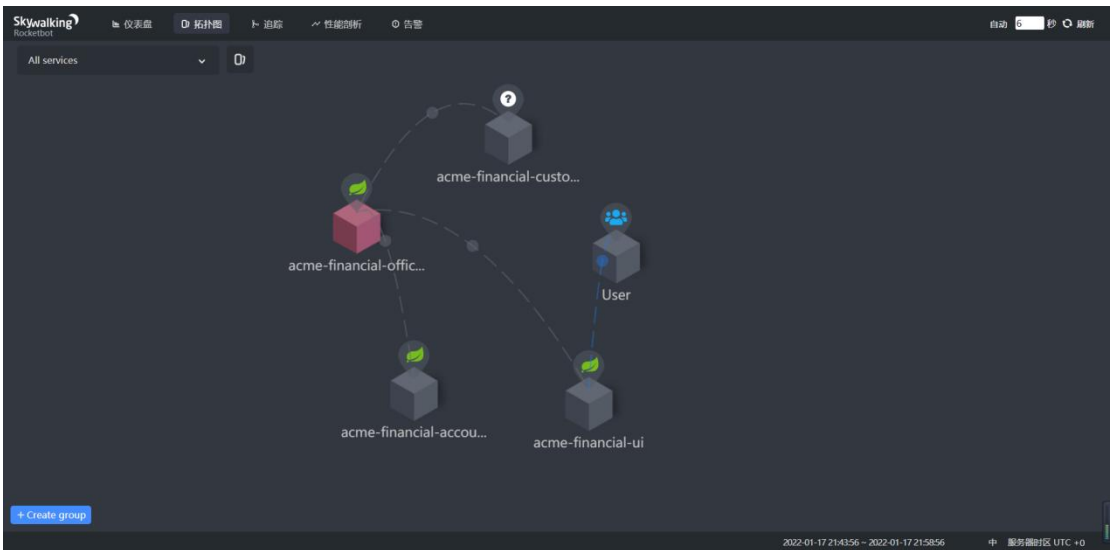 Skywalking
Rocketbot
仪表盘 拓扑图 追踪 性能剖析 告警 自动 6 秒 刷新
All services
?
acme-financial-custo...
acme-financial-offic...
User
acme-financial-accou...
acme-financial-ui
+ Create group
2022-01-17 21:43:56 ~ 2022-01-17 21:58:56 中 服务器时区 UTC +0